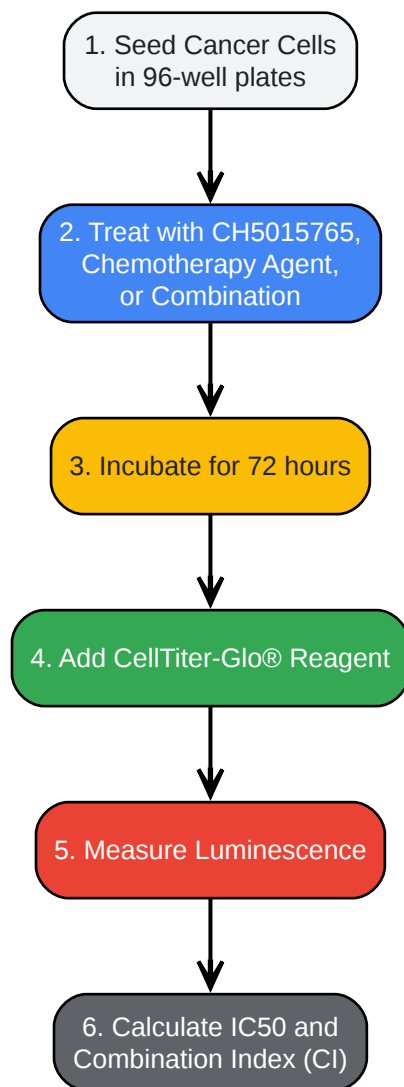 1. Seed Cancer Cells
in 96-well plates
2. Treat with CH5015765,
Chemotherapy Agent,
or Combination
3. Incubate for 72 hours
4. Add CellTiter-Glo® Reagent
5. Measure Luminescence
6. Calculate IC50 and
Combination Index (CI)